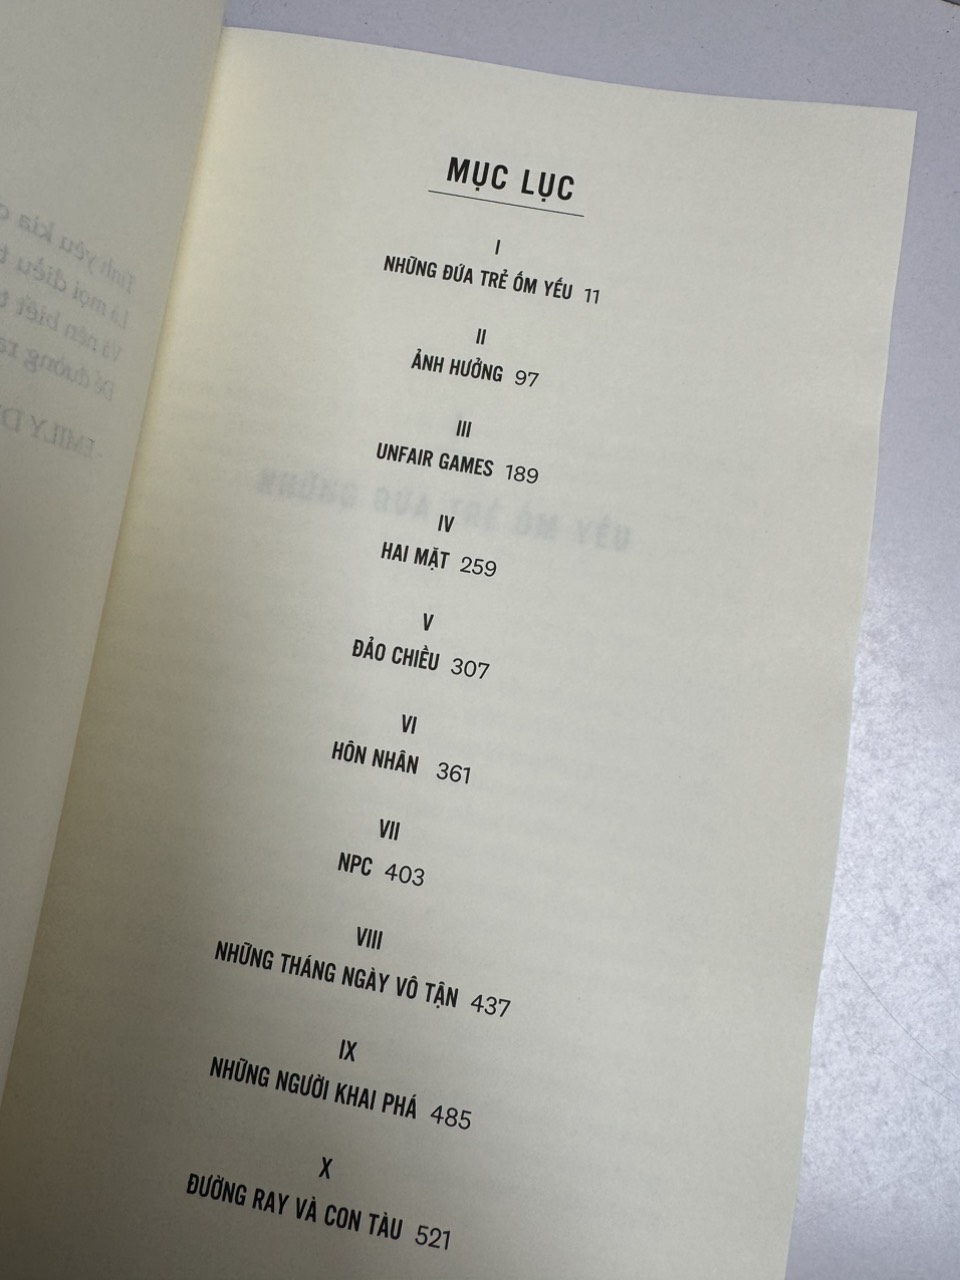 MỤC LỤC
I
NHỮNG ĐỨA TRẺ ỐM YẾU 11
II
ẢNH HƯỞNG 97
III
UNFAIR GAMES 189
IV
HAI MẶT 259
V
ĐẢO CHIỀU 307
VI
HÔN NHÂN 361
VII
NPC 403
VIII
NHỮNG THÁNG NGÀY VÔ TẬN 437
IX
NHỮNG NGƯỜI KHAI PHÁ 485
X
ĐƯỜNG RAY VÀ CON TÀU 521